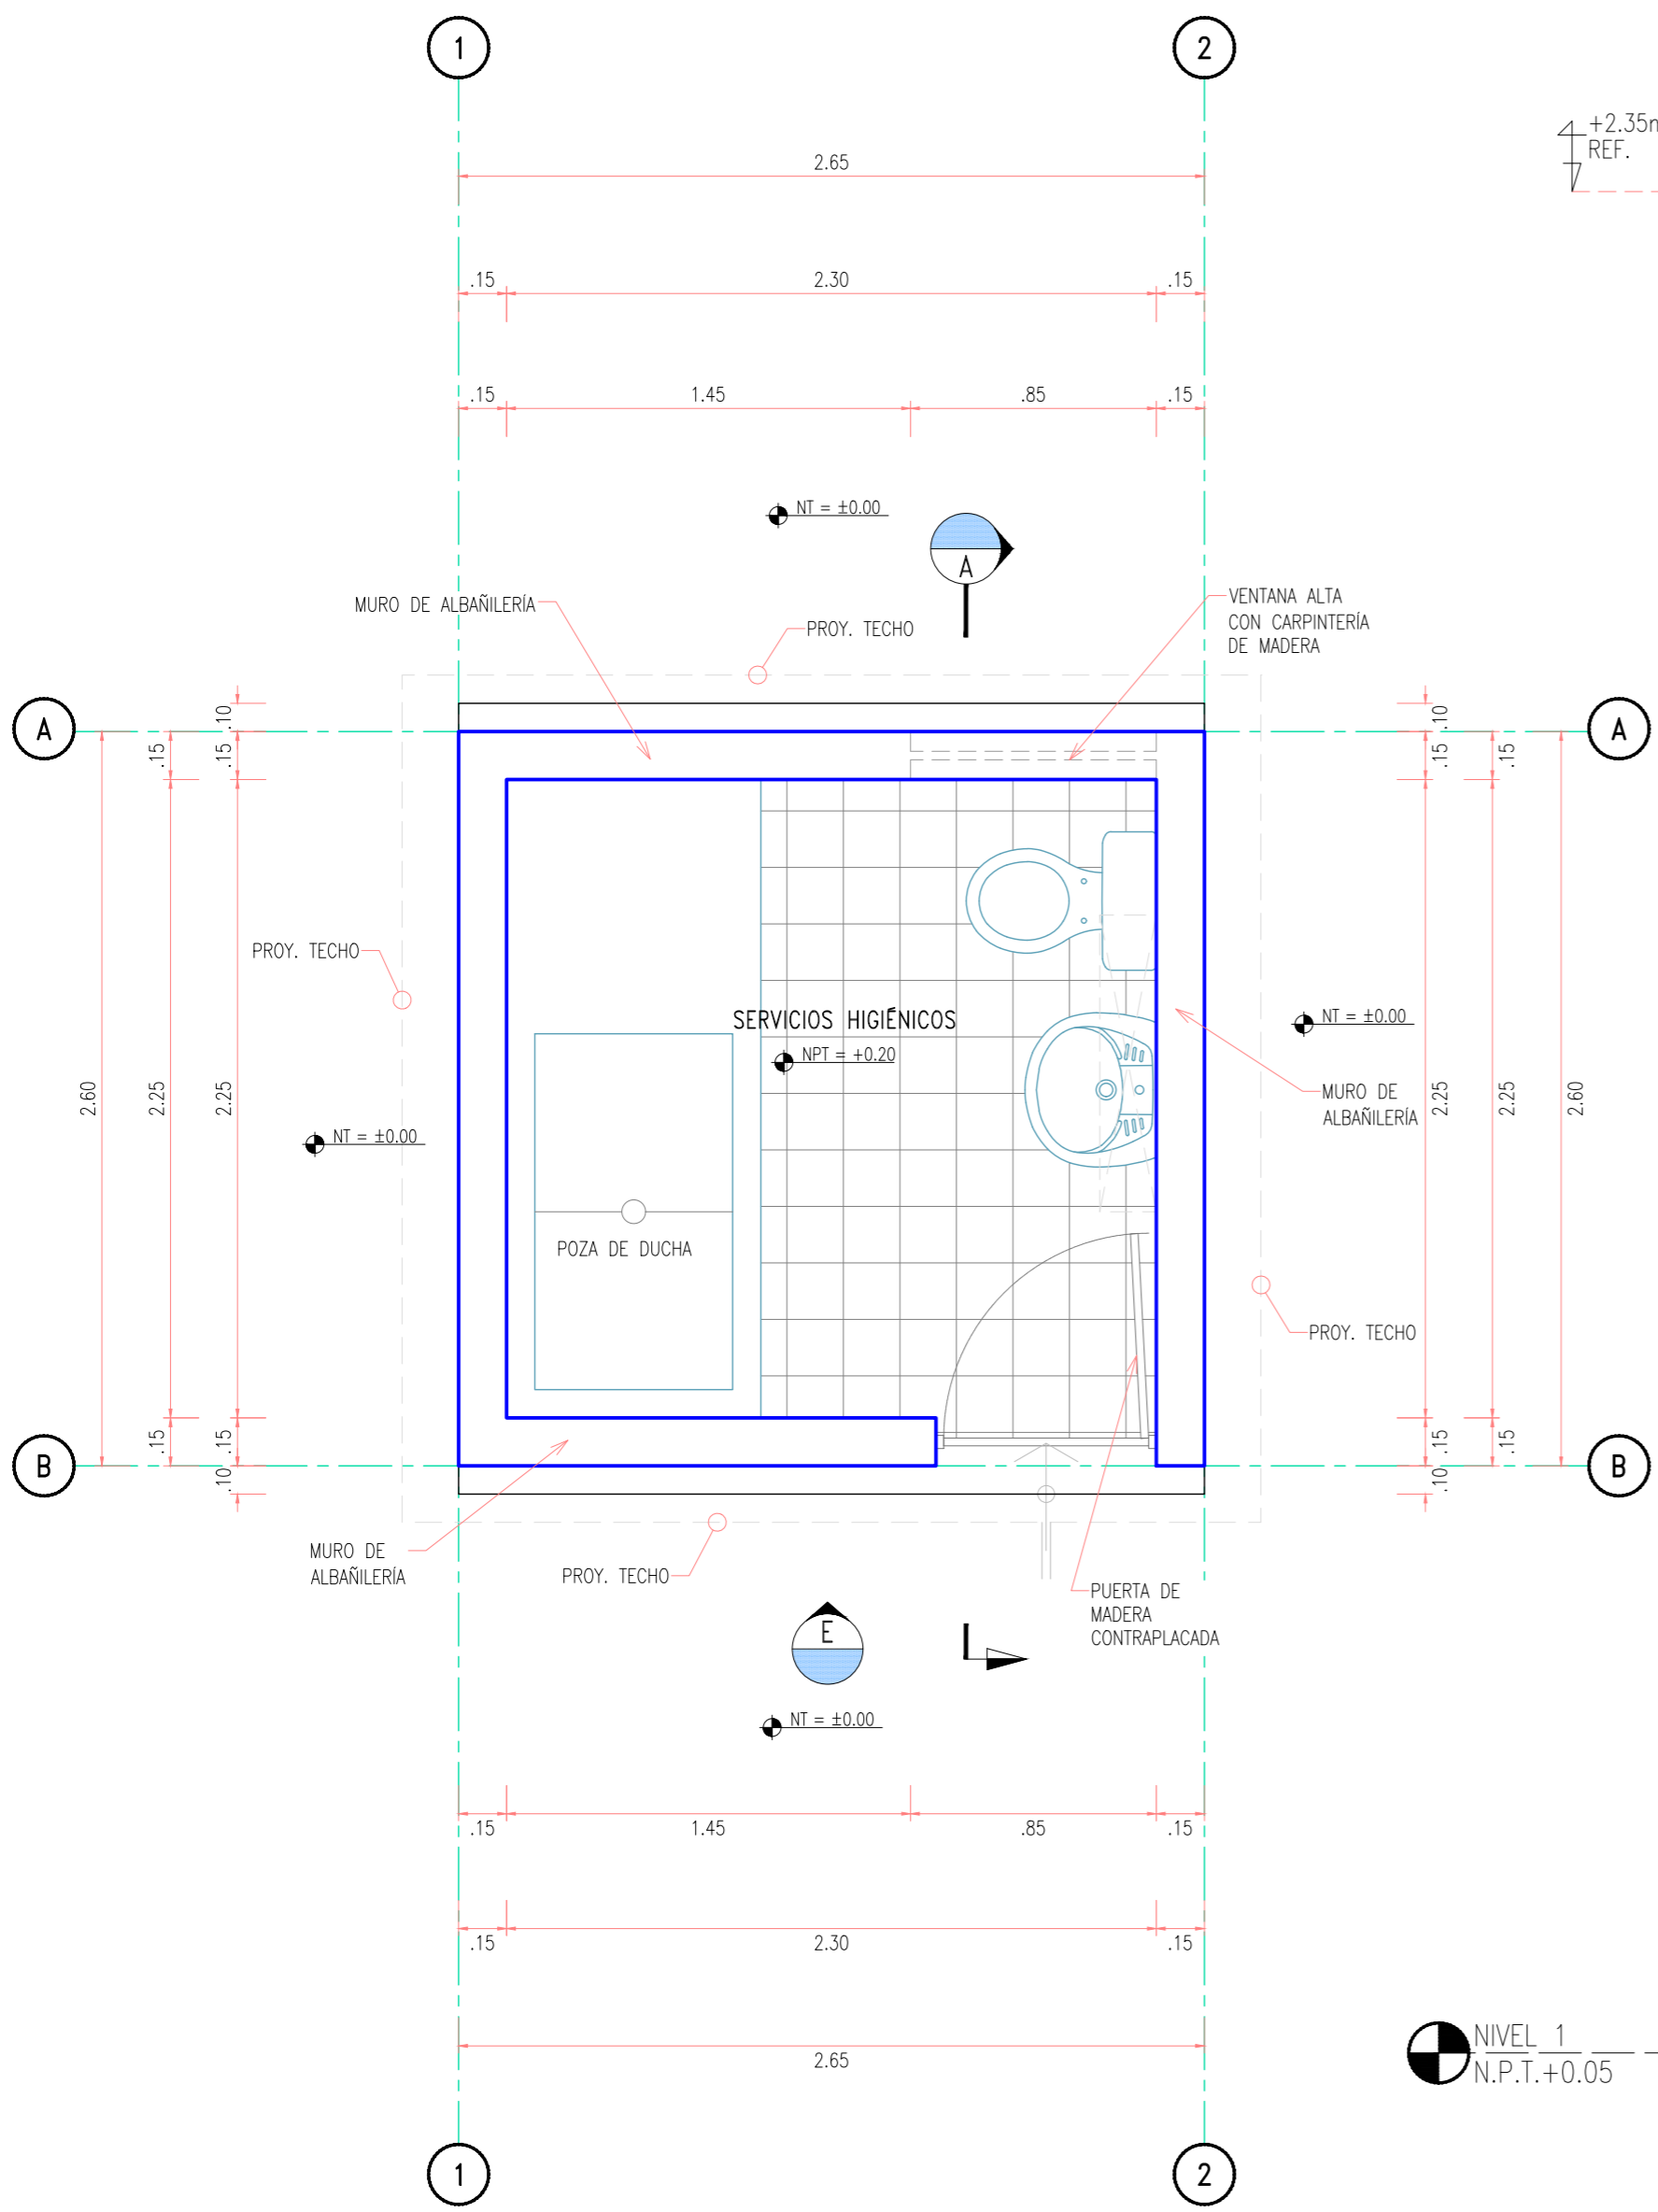 1
2
+2.35m
REF.
2.65
.15
2.30
.15
.15
1.45
.85
.15
NT = ±0.00
A
MURO DE ALBAÑILERÍA
PROY. TECHO
VENTANA ALTA
CON CARPINTERÍA
DE MADERA
A
.10
.15
.15
.10
.15
.15
A
PROY. TECHO
SERVICIOS HIGIÉNICOS
NPT = +0.20
NT = ±0.00
2.60
2.25
2.25
NT = ±0.00
MURO DE
ALBAÑILERÍA
2.25
2.25
2.60
POZA DE DUCHA
PROY. TECHO
B
.15
.15
.10
.15
.15
.10
B
MURO DE
ALBAÑILERÍA
PROY. TECHO
PUERTA DE
MADERA
CONTRAPLACADA
E
NT = ±0.00
.15
1.45
.85
.15
.15
2.30
.15
2.65
NIVEL 1
N.P.T.+0.05
1
2